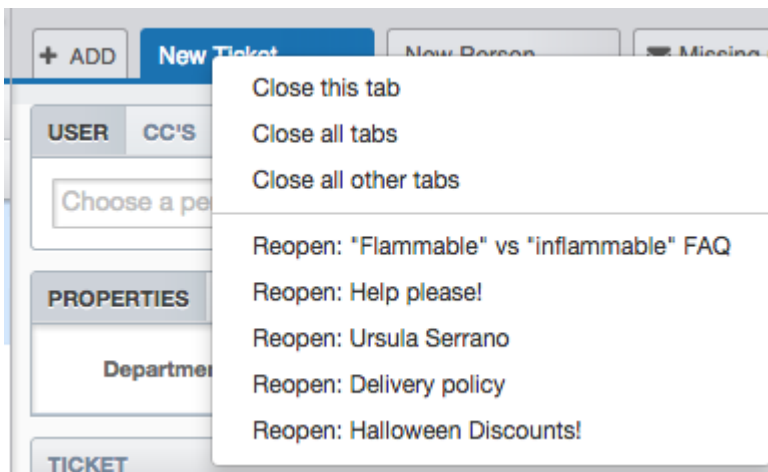 + ADD New Ticket New Person Missing
Close this tab
USER CC'S
Close all tabs
Close all other tabs
Choose a pe
Reopen: "Flammable" vs "inflammable" FAQ
PROPERTIES
Reopen: Help please!
Reopen: Ursula Serrano
Departmen
Reopen: Delivery policy
Reopen: Halloween Discounts!
TICKET